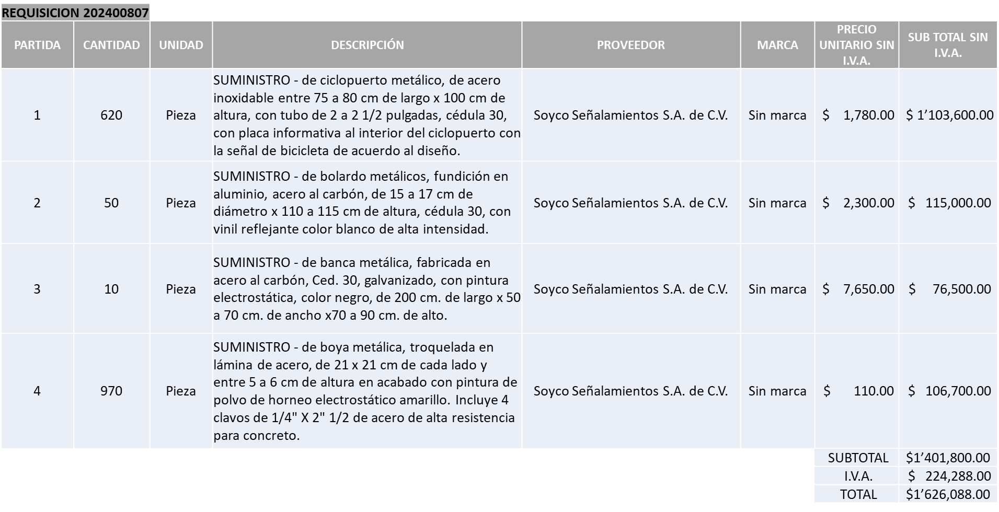 REQUISICION 202400807
PARTIDA CANTIDAD UNIDAD DESCRIPCIÓN PROVEEDOR MARCA PRECIO UNITARIO SIN I.V.A. SUB TOTAL SIN I.V.A.
1 620 Pieza
SUMINISTRO - de ciclopuerto metálico, de acero
inoxidable entre 75 a 80 cm de largo x 100 cm de
altura, con tubo de 2 a 2 1/2 pulgadas, cédula 30,
con placa informativa al interior del ciclopuerto con
la señal de bicicleta de acuerdo al diseño.
Soyco Señalamientos S.A. de C.V. Sin marca $ 1,780.00 $ 1’103,600.00
2 50 Pieza
SUMINISTRO - de bolardo metálicos, fundición en
aluminio, acero al carbón, de 15 a 17 cm de
diámetro x 110 a 115 cm de altura, cédula 30, con
vinil reflejante color blanco de alta intensidad.
Soyco Señalamientos S.A. de C.V. Sin marca $ 2,300.00 $ 115,000.00
3 10 Pieza
SUMINISTRO - de banca metálica, fabricada en
acero al carbón, Ced. 30, galvanizado, con pintura
electrostática, color negro, de 200 cm. de largo x 50
a 70 cm. de ancho x70 a 90 cm. de alto.
Soyco Señalamientos S.A. de C.V. Sin marca $ 7,650.00 $ 76,500.00
4 970 Pieza
SUMINISTRO - de boya metálica, troquelada en
lámina de acero, de 21 x 21 cm de cada lado y
entre 5 a 6 cm de altura en acabado con pintura de
polvo de horneo electrostático amarillo. Incluye 4
clavos de 1/4" X 2" 1/2 de acero de alta resistencia
para concreto.
Soyco Señalamientos S.A. de C.V. Sin marca $ 110.00 $ 106,700.00
SUBTOTAL $1’401,800.00
I.V.A. $ 224,288.00
TOTAL $1’626,088.00